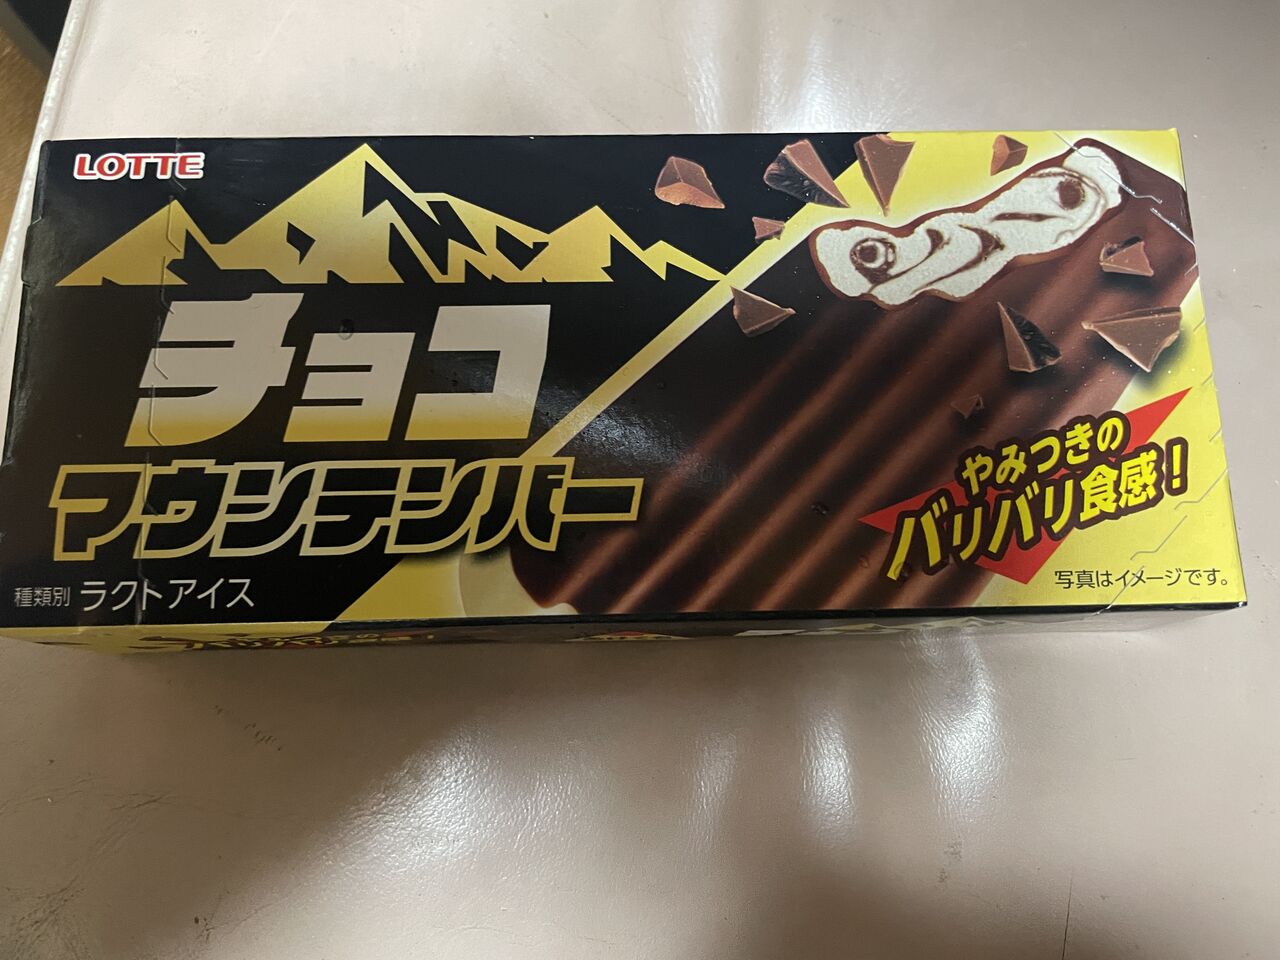 LOTTE
チョコ
マウンテンバー
種類別 ラクトアイス
やみつきの
バリバリ食感!
写真はイメージです。